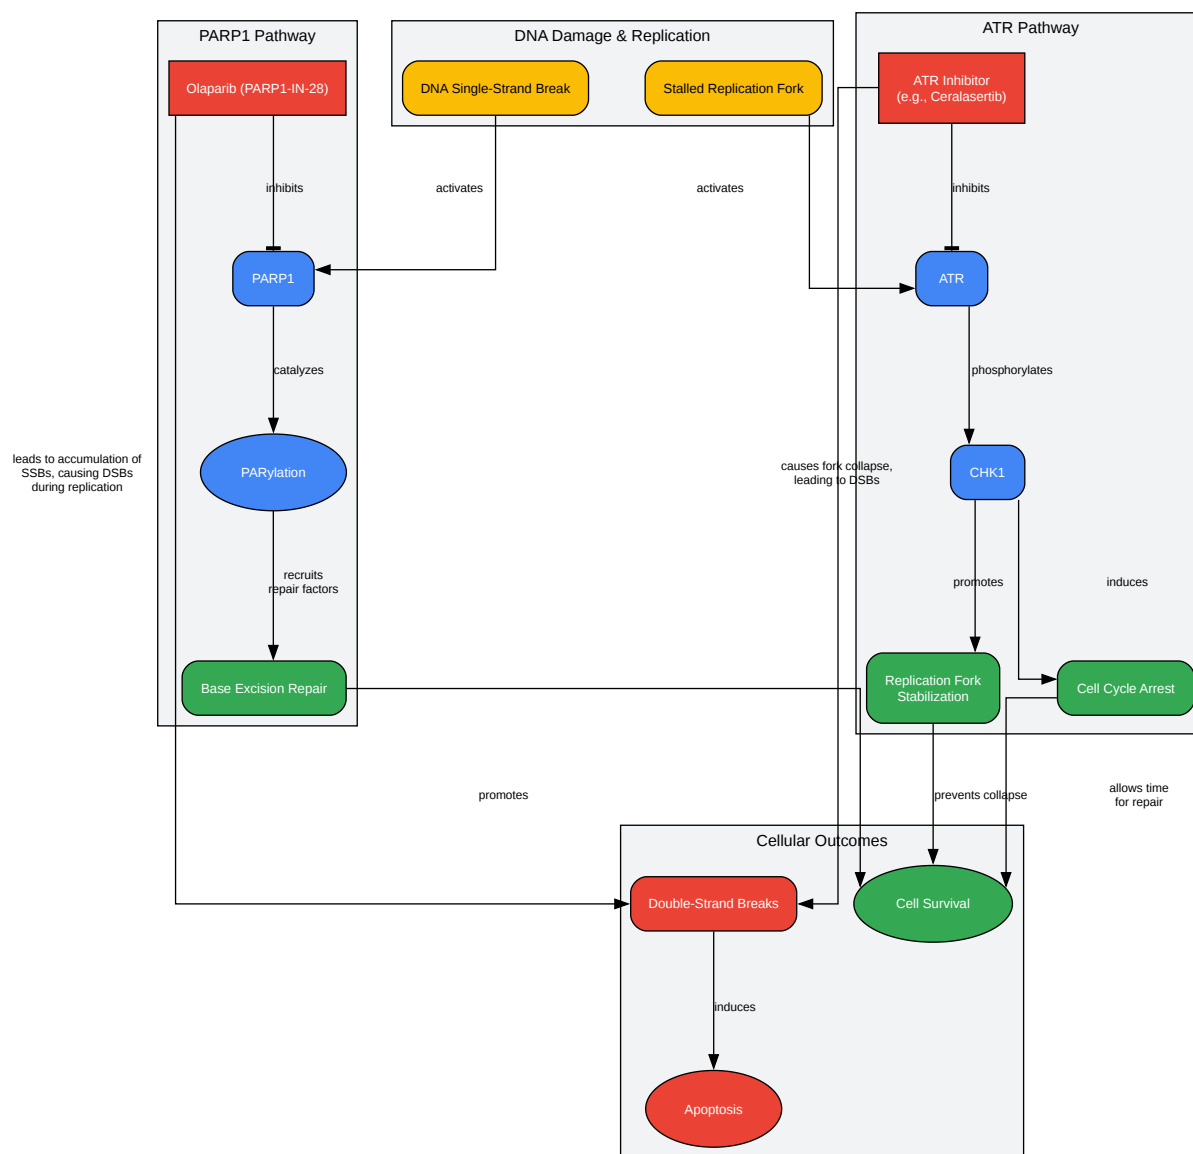 PARP1 Pathway
DNA Damage & Replication
ATR Pathway
Olaparib (PARP1-IN-28)
DNA Single-Strand Break
Stalled Replication Fork
ATR Inhibitor
(e.g., Ceralasertib)
inhibits
activates
activates
inhibits
PARP1
ATR
catalyzes
phosphorylates
leads to accumulation of
SSBs, causing DSBs
during replication
PARylation
causes fork collapse,
leading to DSBs
CHK1
recruits
repair factors
promotes
induces
Base Excision Repair
Replication Fork
Stabilization
Cell Cycle Arrest
promotes
prevents collapse
allows time
for repair
Cellular Outcomes
Double-Strand Breaks
Cell Survival
induces
Apoptosis